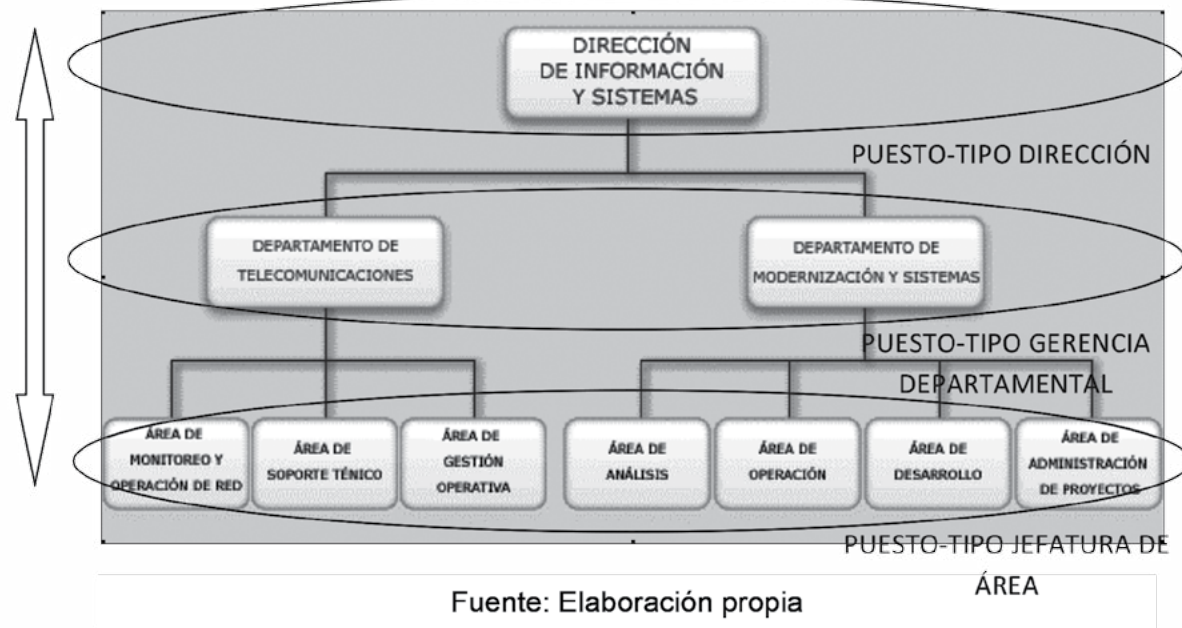 DIRECCIÓN
DE INFORMACIÓN
Y SISTEMAS
PUESTO-TIPO DIRECCIÓN
DEPARTAMENTO DE
TELECOMUNICACIONES
DEPARTAMENTO DE
MODERNIZACIÓN Y SISTEMAS
PUESTO-TIPO GERENCIA
DEPARTAMENTAL
ÁREA DE
MONITOREO Y
OPERACIÓN DE RED
ÁREA DE
SOPORTE TÉNICO
ÁREA DE
GESTIÓN
OPERATIVA
ÁREA DE
ANÁLISIS
ÁREA DE
OPERACIÓN
ÁREA DE
DESARROLLO
ÁREA DE
ADMINISTRACIÓN
DE PROYECTOS
PUESTO-TIPO JEFATURA DE
ÁREA
Fuente: Elaboración propia